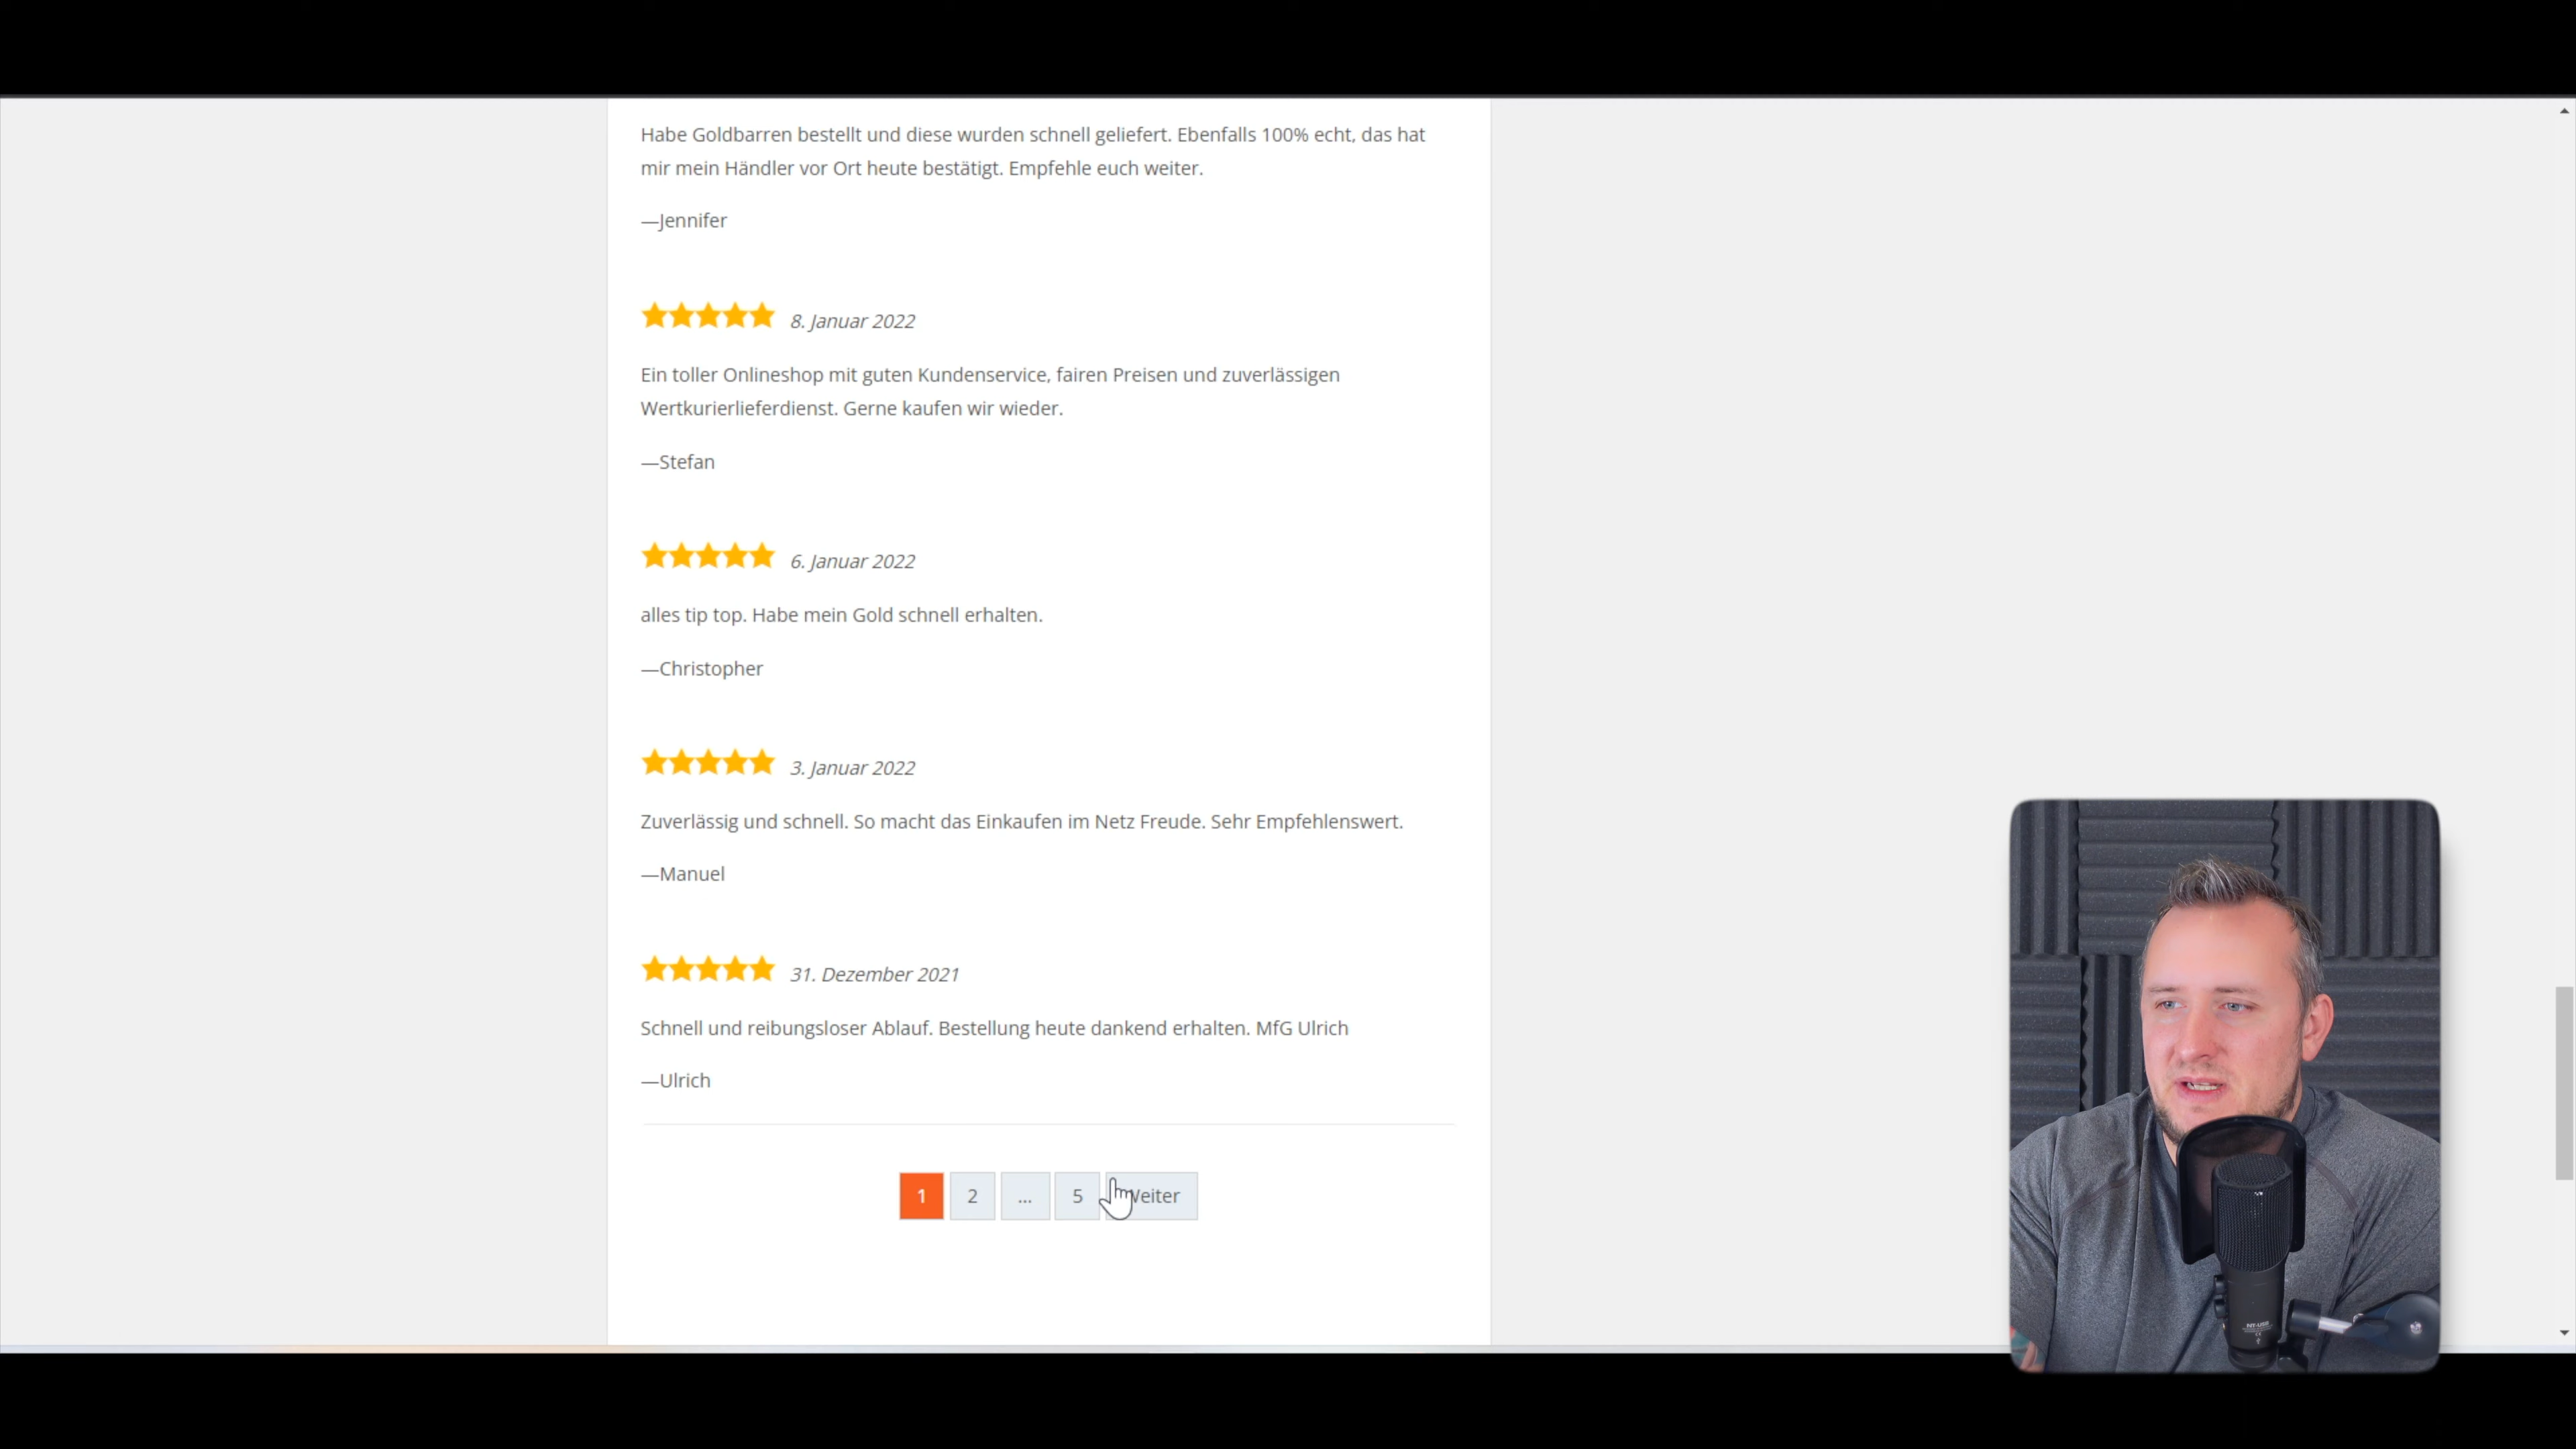 Habe Goldbarren bestellt und diese wurden schnell geliefert. Ebenfalls 100% echt, das hat
mir mein Händler vor Ort heute bestätigt. Empfehle euch weiter.
—Jennifer
8. Januar 2022
Ein toller Onlineshop mit guten Kundenservice, fairen Preisen und zuverlässigen
Wertkurierlieferdienst. Gerne kaufen wir wieder.
—Stefan
6. Januar 2022
alles tip top. Habe mein Gold schnell erhalten.
—Christopher
3. Januar 2022
Zuverlässig und schnell. So macht das Einkaufen im Netz Freude. Sehr Empfehlenswert.
—Manuel
31. Dezember 2021
Schnell und reibungsloser Ablauf. Bestellung heute dankend erhalten. MfG Ulrich
—Ulrich
1 2 ... 5 Weiter